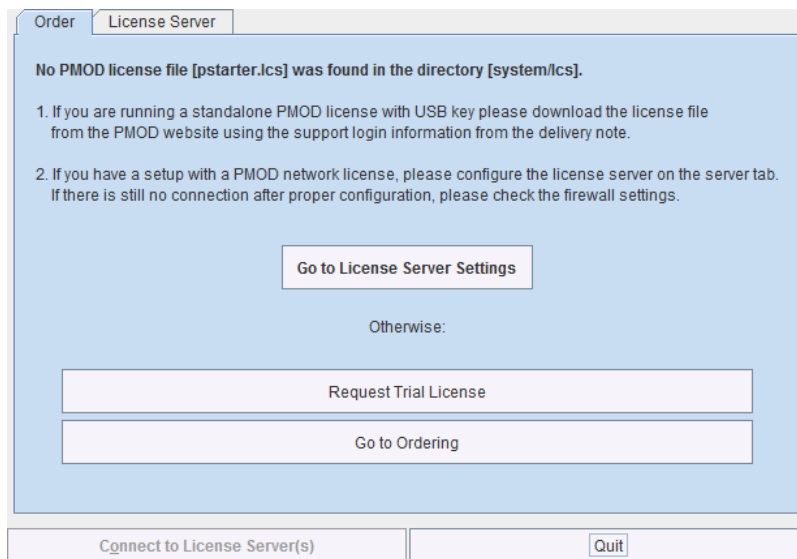 Order
License Server
No PMOD license file [pstarter.lcs] was found in the directory [system/lcs].
1. If you are running a standalone PMOD license with USB key please download the license file
from the PMOD website using the support login information from the delivery note.
2. If you have a setup with a PMOD network license, please configure the license server on the server tab.
If there is still no connection after proper configuration, please check the firewall settings.
Go to License Server Settings
Otherwise:
Request Trial License
Go to Ordering
Connect to License Server(s)
Quit